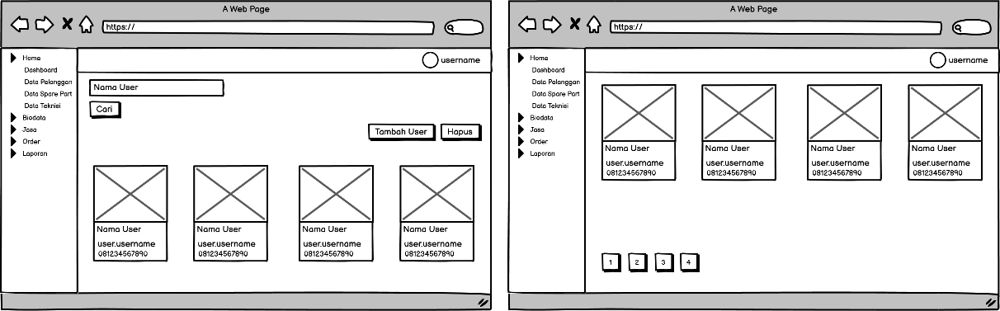 A Web Page
https://
username
Home
Dashboard
Data Pelanggan
Data Spare Part
Data Teknisi
Biodata
Jasa
Order
Laporan
Nama User
Cari
Tambah User
Hapus
Nama User
user.username
081234567890
Nama User
user.username
081234567890
Nama User
user.username
081234567890
Nama User
user.username
081234567890
A Web Page
https://
username
Home
Dashboard
Data Pelanggan
Data Spare Part
Data Teknisi
Biodata
Jasa
Order
Laporan
Nama User
user.username
081234567890
Nama User
user.username
081234567890
Nama User
user.username
081234567890
Nama User
user.username
081234567890
1 2 3 4